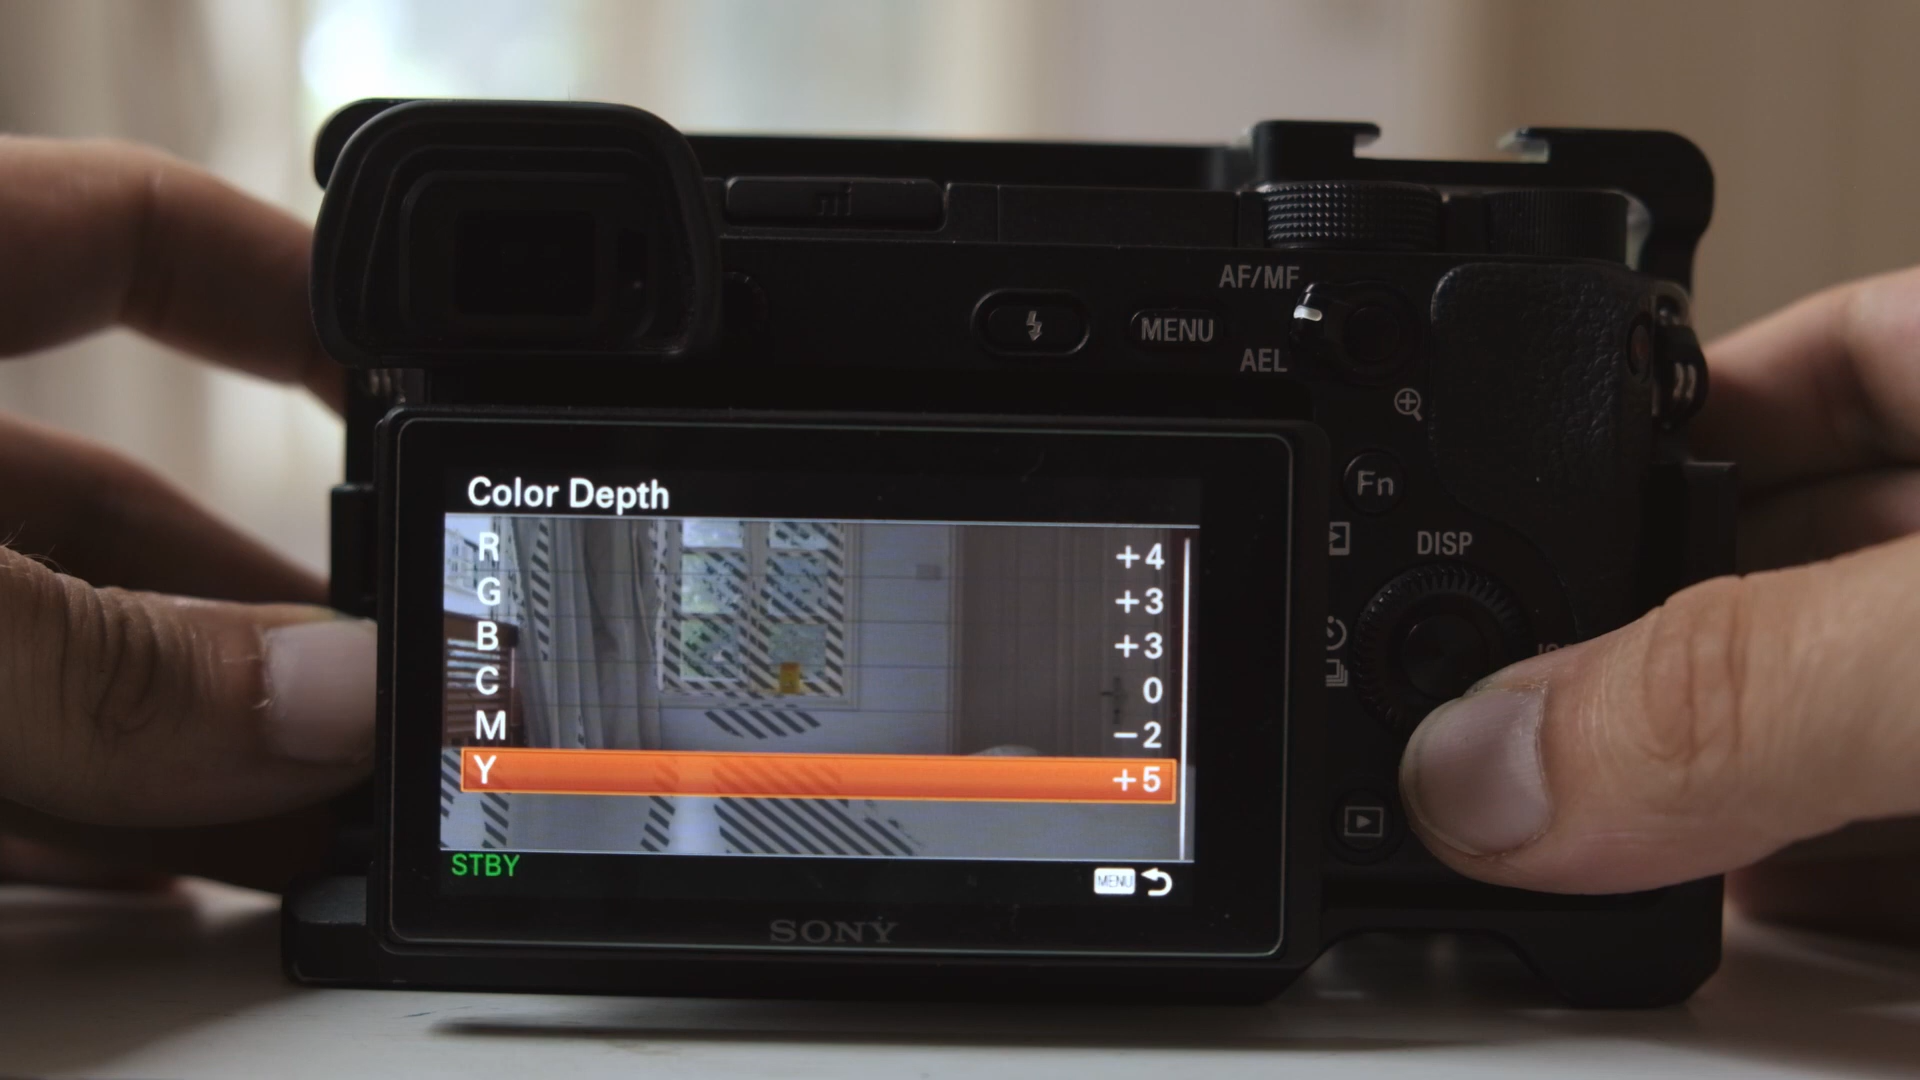 AF/MF
MENU
AEL
Fn
DISP
Color Depth
R +4
G +3
B +3
C 0
M −2
Y +5
STBY
MENU
SONY